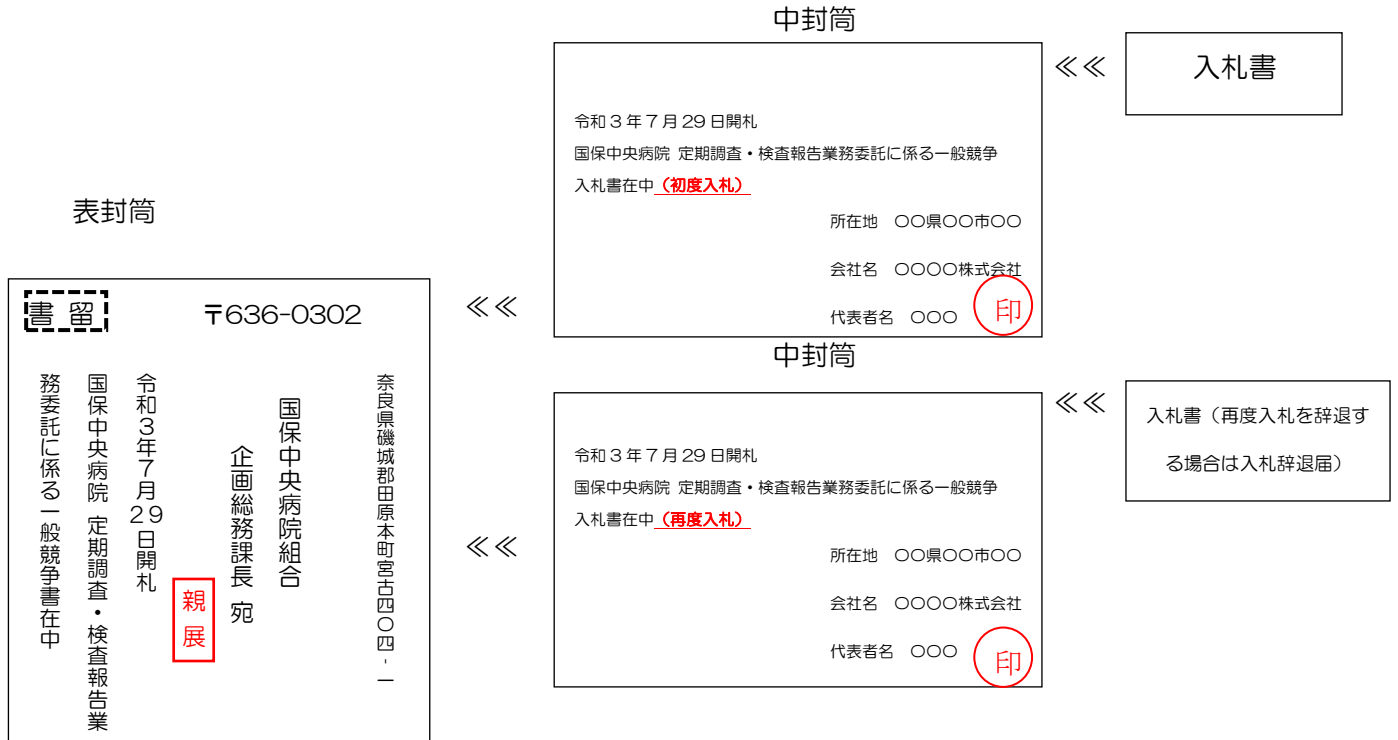 中封筒
≪≪
入札書
令和3年7月29日開札
国保中央病院 定期調査・検査報告業務委託に係る一般競争
入札書在中（初度入札）
所在地 〇〇県〇〇市〇〇
会社名 〇〇〇〇株式会社
代表者名 〇〇〇
印
表封筒
書留
〒636-0302
奈良県磯城郡田原本町宮古四〇四-一
国保中央病院組合
企画総務課長 宛
親展
令和3年7月29日開札
国保中央病院 定期調査・検査報告業
務委託に係る一般競争書在中
≪≪
≪≪
中封筒
≪≪
入札書（再度入札を辞退す
る場合は入札辞退届）
令和3年7月29日開札
国保中央病院 定期調査・検査報告業務委託に係る一般競争
入札書在中（再度入札）
所在地 〇〇県〇〇市〇〇
会社名 〇〇〇〇株式会社
代表者名 〇〇〇
印